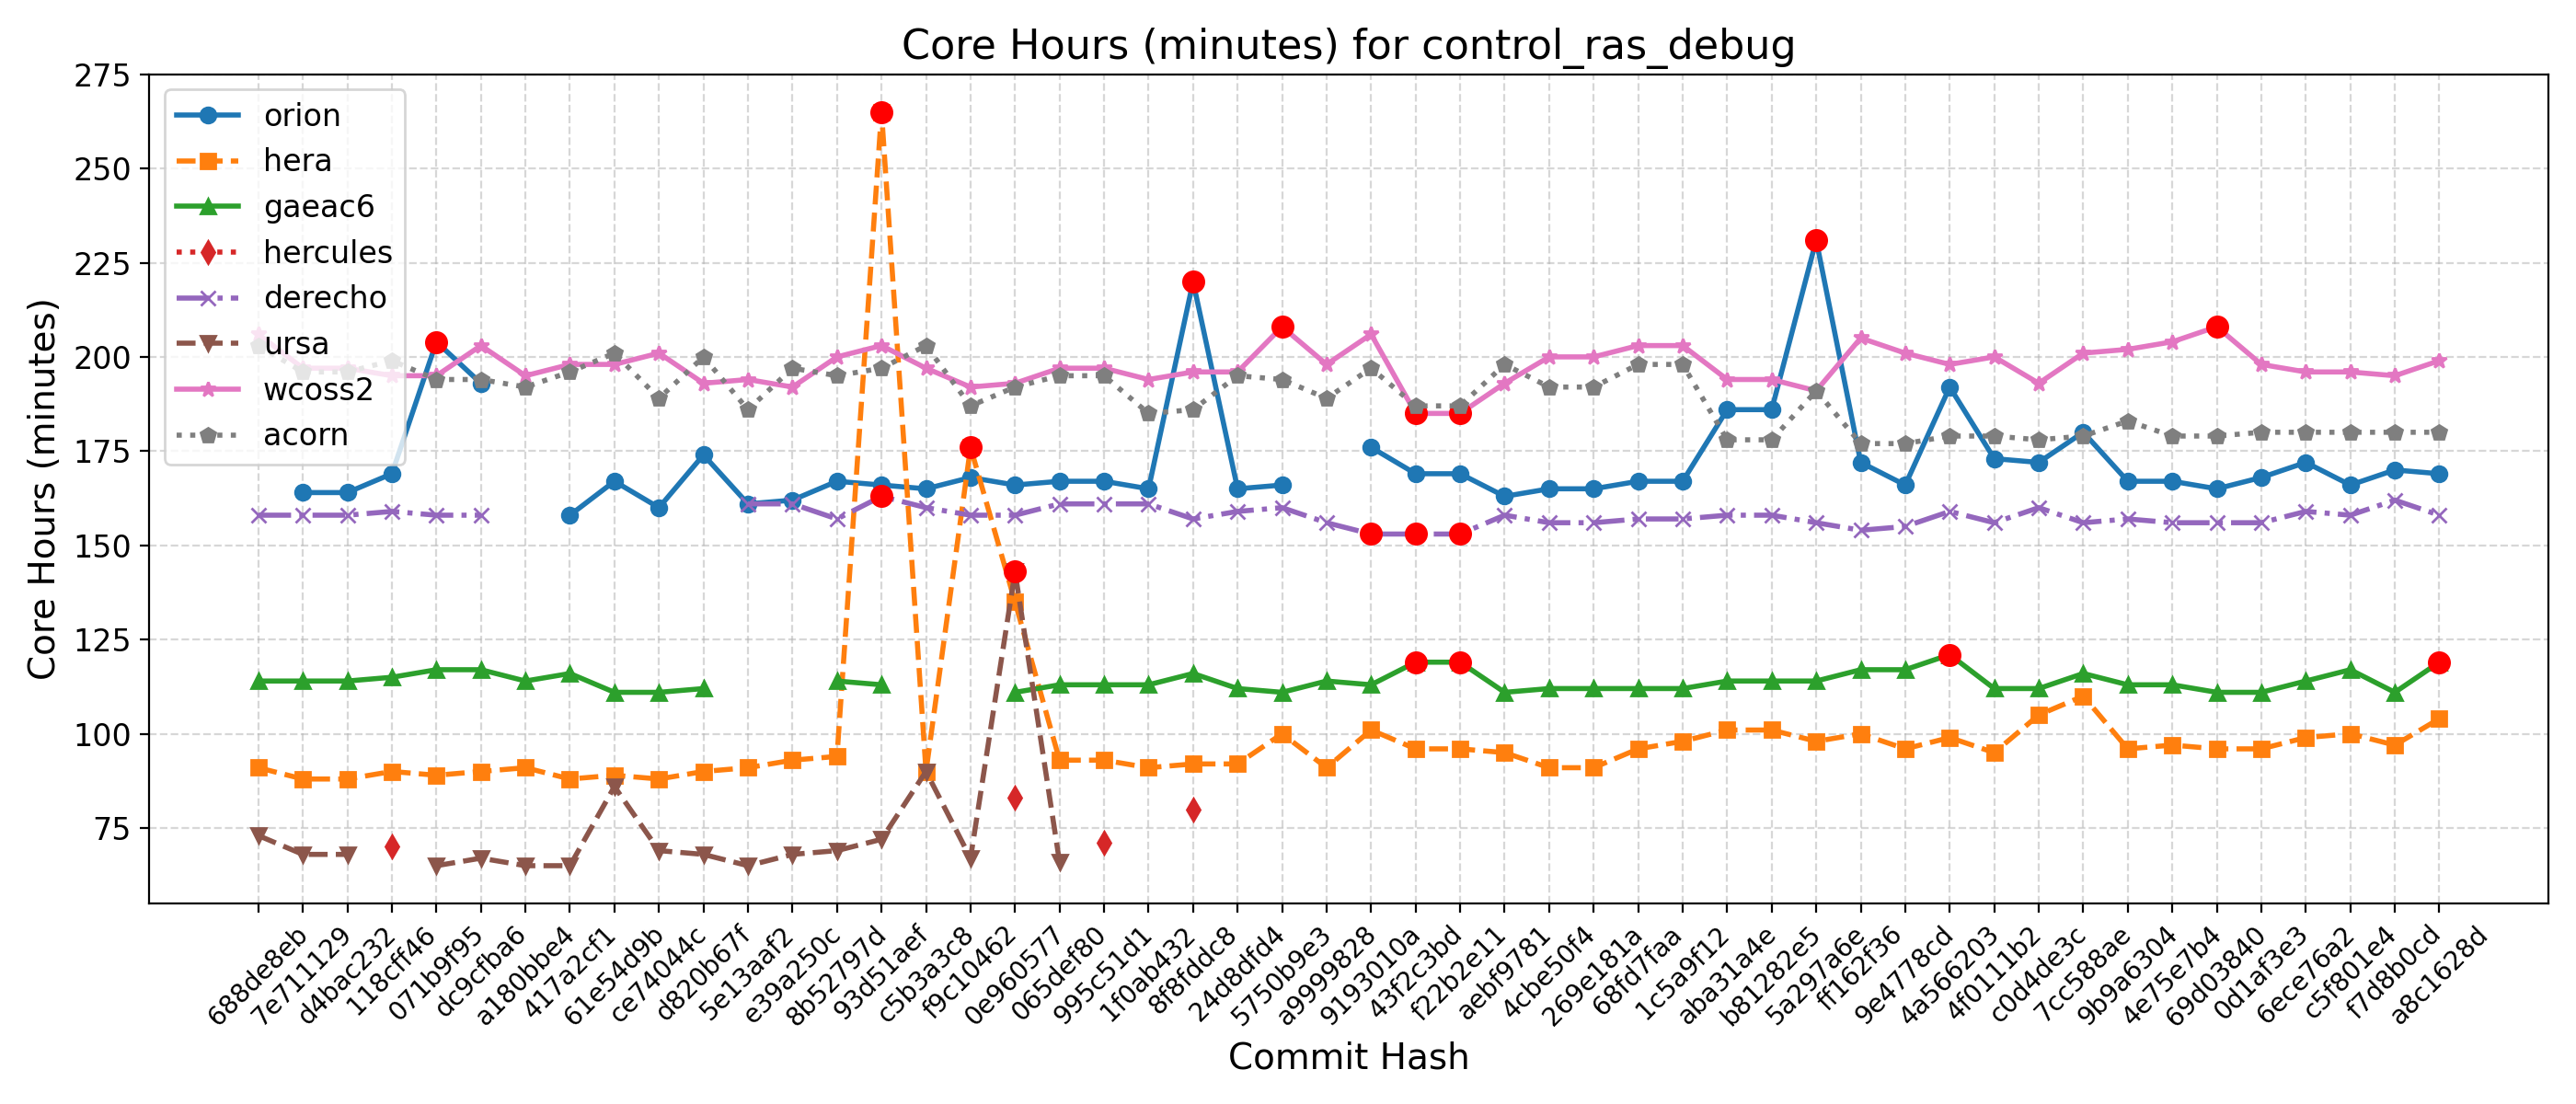 Core Hours (minutes) for control_ras_debug
Core Hours (minutes)
275
250
225
200
175
150
125
100
75
orion
hera
gaeac6
hercules
derecho
ursa
wcoss2
acorn
688de8eb
7e711129
d4bac232
118cff46
071b9f95
dc9cfba6
a180bbe4
417a2cf1
61e54d9b
ce74044c
d820b67f
5e13aaf2
e39a250c
8b52797d
93d51aef
c5b3a3c8
f9c10462
0e960577
065def80
995c51d1
1f0ab432
8f8fddc8
24d8dfd4
5750b9e3
a9999828
9193010a
43f2c3bd
f22b2e11
aebf9781
4cbe50f4
269e181a
68fd7faa
1c5a9f12
aba31a4e
b81282e5
5a297a6e
ff162f36
9e4778cd
4a566203
4f0111b2
c0d4de3c
7cc588ae
9b9a6304
4e75e7b4
69d03840
0d1af3e3
6ece76a2
c5f801e4
f7d8b0cd
a8c1628d
Commit Hash